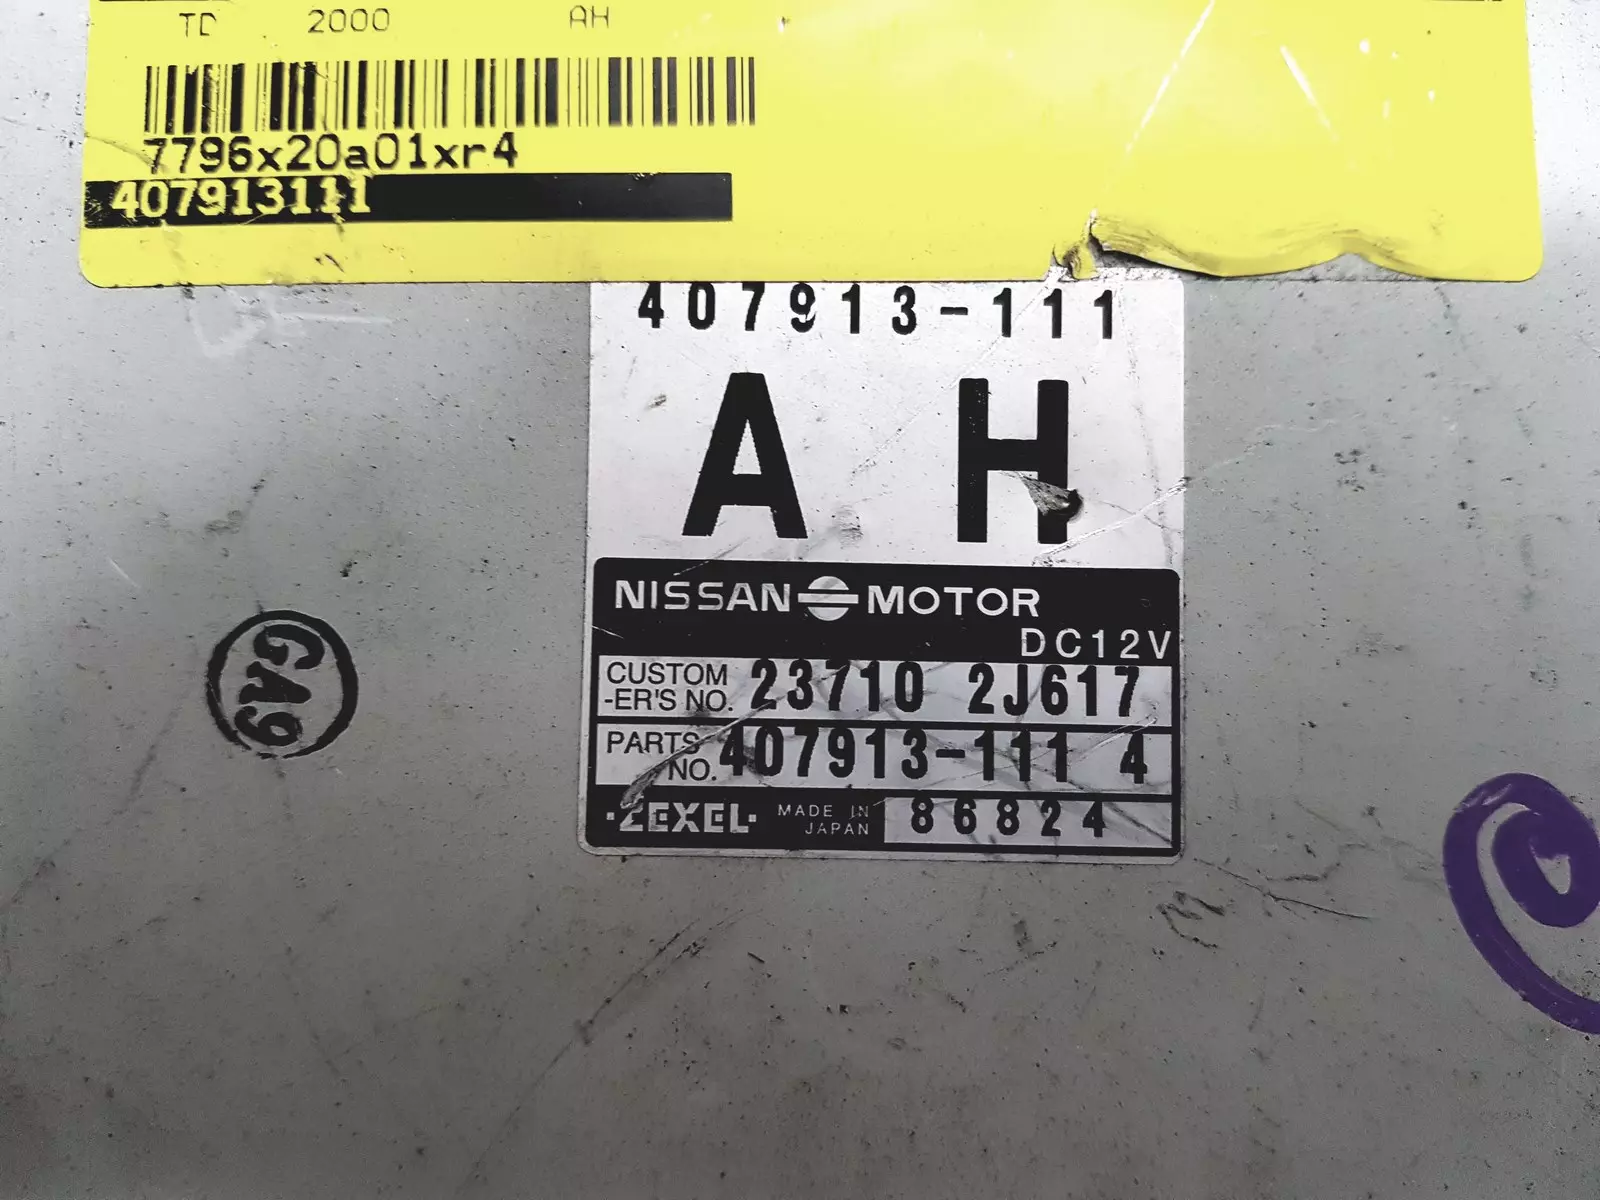 TD 2000 AH
7796x20a01xr4
407913111
407913-111
A H
NISSAN MOTOR
DC12V
CUSTOM
-ER'S NO. 23710 2J617
PARTS
NO. 407913-111 4
ZEXEL MADE IN
JAPAN 86824
GA9